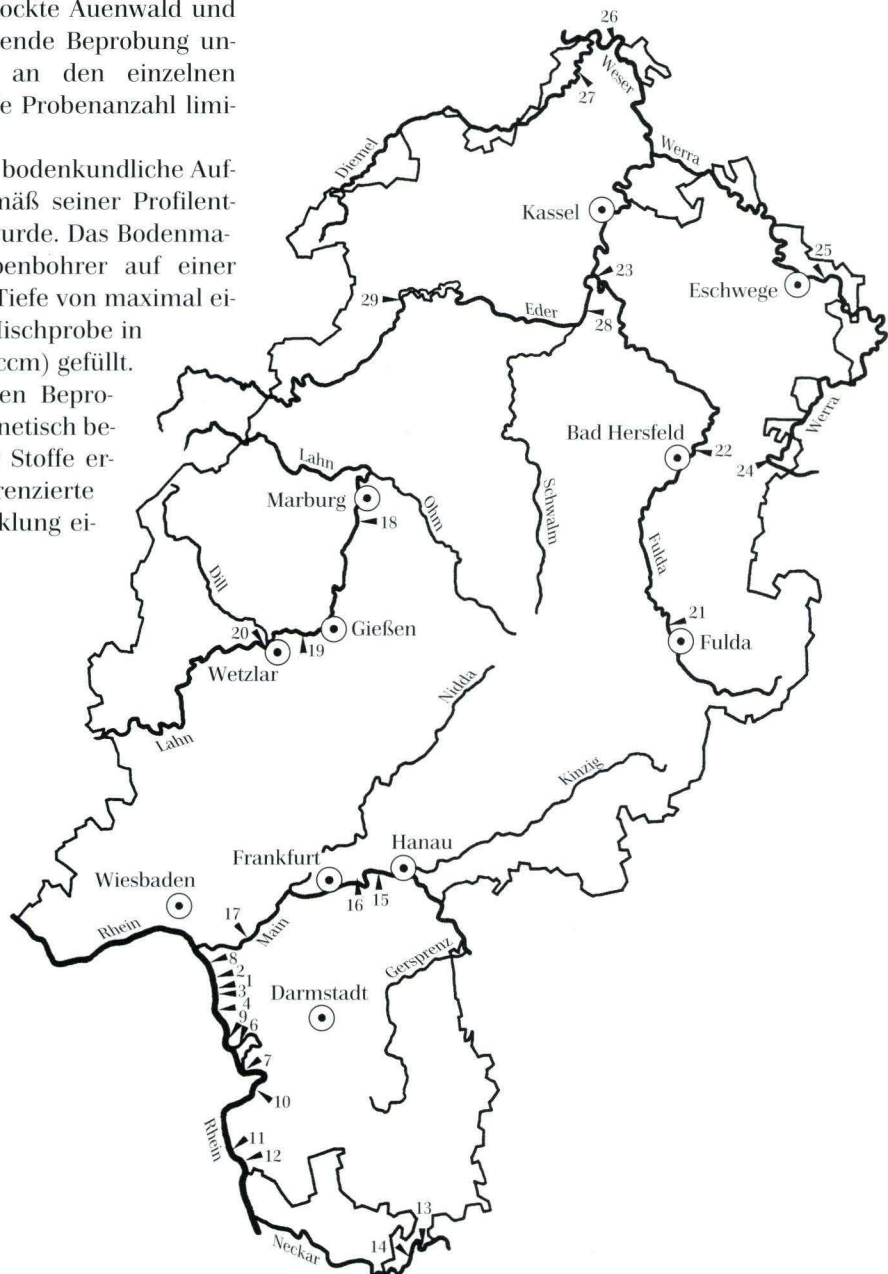 ockte Auenwald und
ende Beprobung un-
an den einzelnen
e Probenanzahl limi-
bodenkundliche Auf-
mäß seiner Profilent-
urde. Das Bodenma-
penbohrer auf einer
Tiefe von maximal ei-
Mischprobe in
ccm) gefüllt.
en Bepro-
netisch be-
Stoffe er-
renzierte
klung ei-
26
Weser
27
Diemel
Werra
Kassel
25
23
Eschwege
29
Eder
28
Werra
Bad Hersfeld
22
24
Lahn
Marburg
18
Ohm
Schwalm
Fulda
Dill
21
20
Gießen
19
Fulda
Wetzlar
Nidda
Lahn
Kinzig
Hanau
Frankfurt
Wiesbaden
16
15
17
Main
Rhein
Gersprenz
8
2
1
3
Darmstadt
4
9
6
7
10
Rhein
11
12
13
Neckar
14